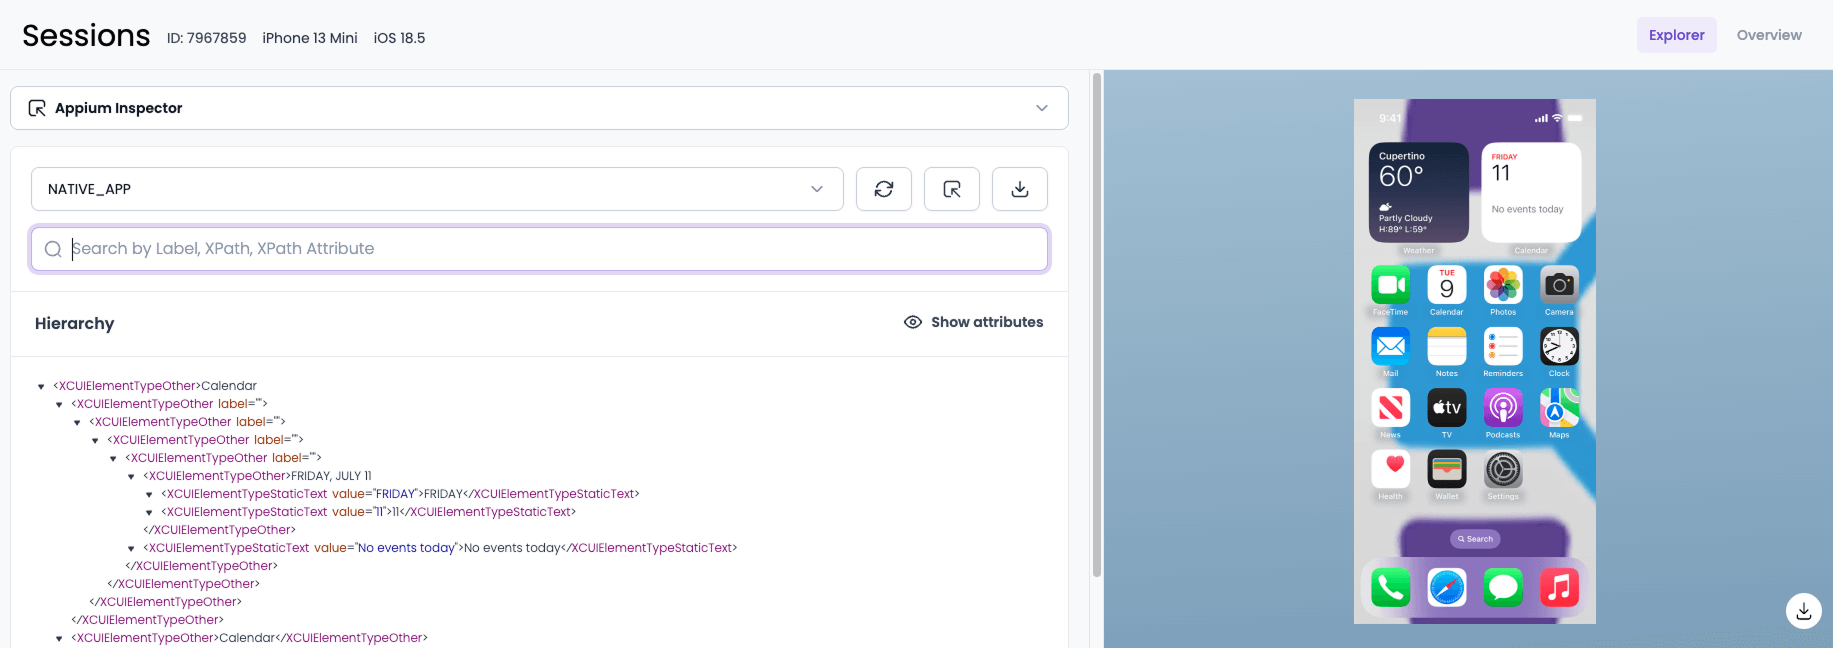 Sessions ID: 7967859 iPhone 13 Mini iOS 18.5 Explorer Overview
Appium Inspector
NATIVE_APP
Search by Label, XPath, XPath Attribute
Hierarchy Show attributes
<XCUIElementTypeOther>Calendar
<XCUIElementTypeOther label="">
<XCUIElementTypeOther label="">
<XCUIElementTypeOther label="">
<XCUIElementTypeOther label="">
<XCUIElementTypeOther>FRIDAY, JULY 11
<XCUIElementTypeStaticText value="FRIDAY">FRIDAY</XCUIElementTypeStaticText>
<XCUIElementTypeStaticText value="11">11</XCUIElementTypeStaticText>
</XCUIElementTypeOther>
<XCUIElementTypeStaticText value="No events today">No events today</XCUIElementTypeStaticText>
</XCUIElementTypeOther>
</XCUIElementTypeOther>
</XCUIElementTypeOther>
</XCUIElementTypeOther>
<XCUIElementTypeOther>Calendar</XCUIElementTypeOther>
9:41
Cupertino
60°
Partly Cloudy
H:89° L:59°
Weather
FRIDAY
11
No events today
Calendar
TUE
9
FaceTime Calendar Photos Camera
Mail Notes Reminders Clock
tv
News TV Podcasts Maps
Health Wallet Settings
Search